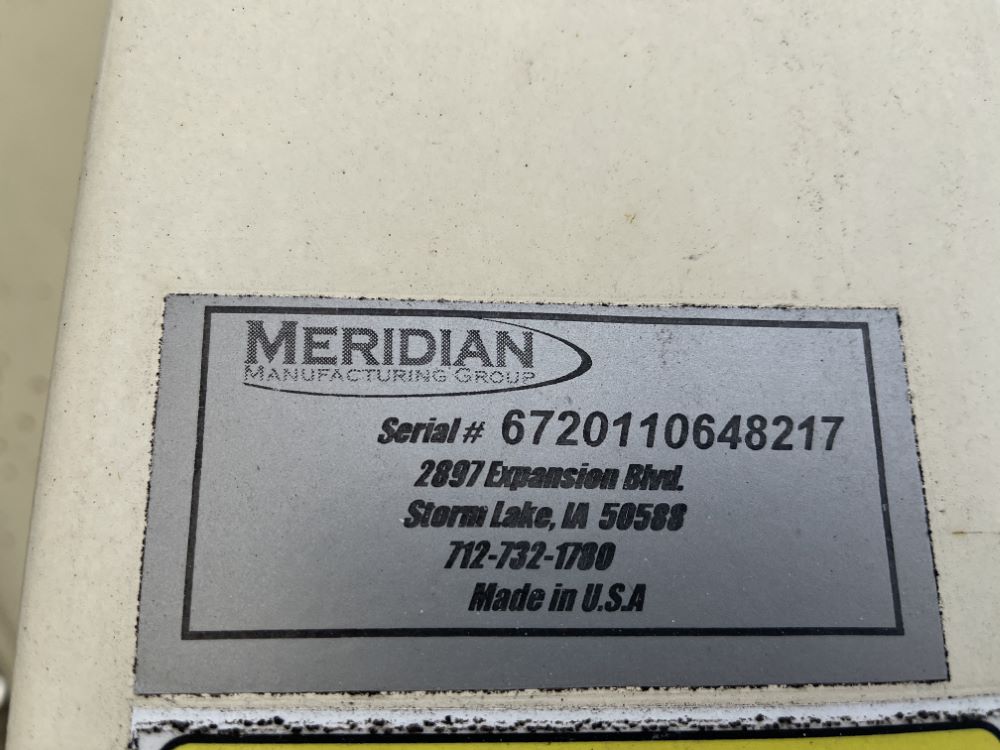 MERIDIAN
MANUFACTURING GROUP
Serial # 6720110648217
2897 Expansion Blvd.
Storm Lake, IA 50588
712-732-1780
Made in U.S.A